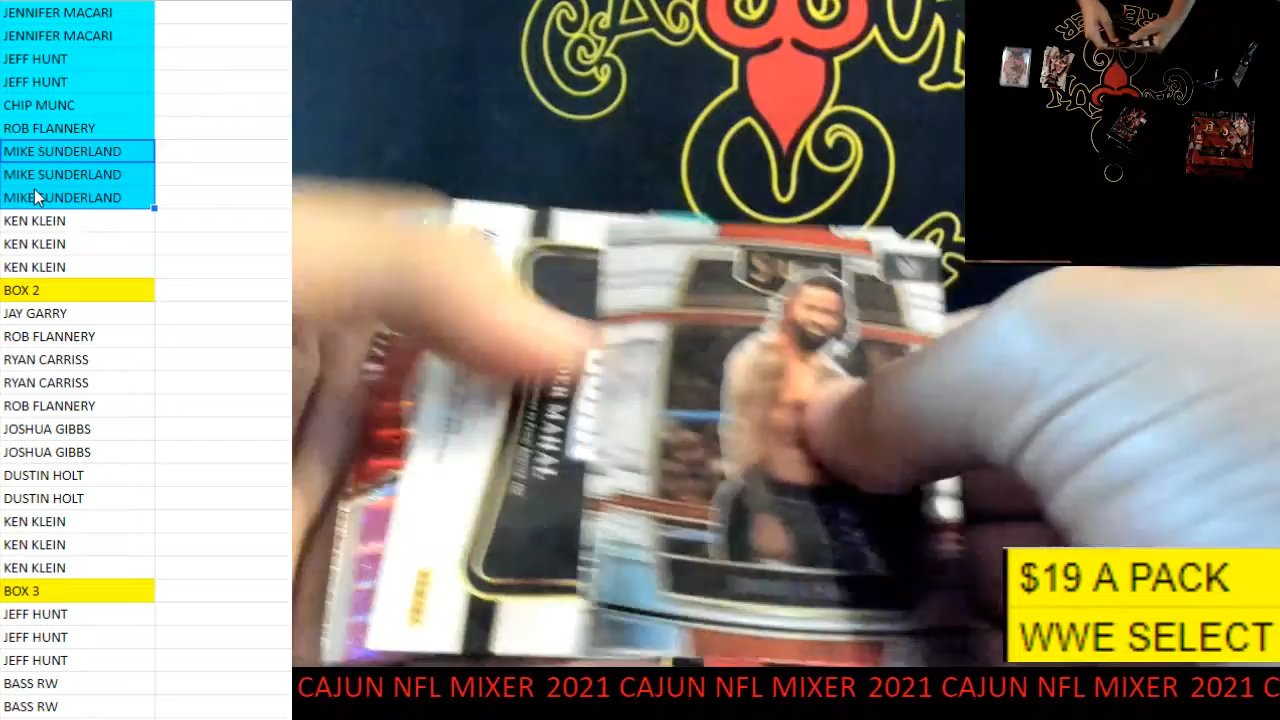 JENNIFER MACARI
JENNIFER MACARI
JEFF HUNT
JEFF HUNT
CHIP MUNC
ROB FLANNERY
MIKE SUNDERLAND
MIKE SUNDERLAND
MIKE SUNDERLAND
KEN KLEIN
KEN KLEIN
KEN KLEIN
BOX 2
JAY GARRY
ROB FLANNERY
RYAN CARRISS
RYAN CARRISS
ROB FLANNERY
JOSHUA GIBBS
JOSHUA GIBBS
DUSTIN HOLT
DUSTIN HOLT
KEN KLEIN
KEN KLEIN
KEN KLEIN
BOX 3
JEFF HUNT
JEFF HUNT
JEFF HUNT
BASS RW
BASS RW
MAHAL
$19 A PACK
WWE SELECT
CAJUN NFL MIXER 2021 CAJUN NFL MIXER 2021 CAJUN NFL MIXER 2021 C